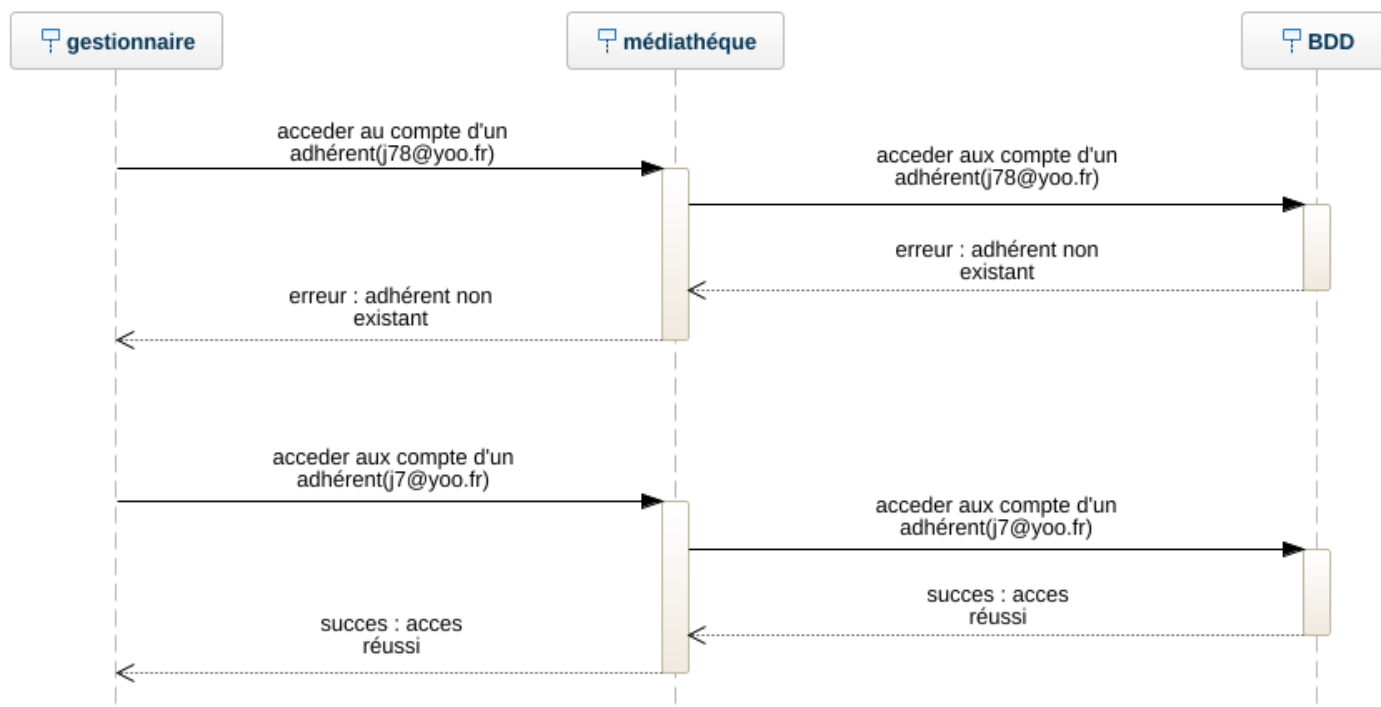 gestionnaire
médiathéque
BDD
acceder au compte d'un
adhérent(j78@yoo.fr)
acceder aux compte d'un
adhérent(j78@yoo.fr)
erreur : adhérent non
existant
erreur : adhérent non
existant
acceder aux compte d'un
adhérent(j7@yoo.fr)
acceder aux compte d'un
adhérent(j7@yoo.fr)
succes : acces
réussi
succes : acces
réussi